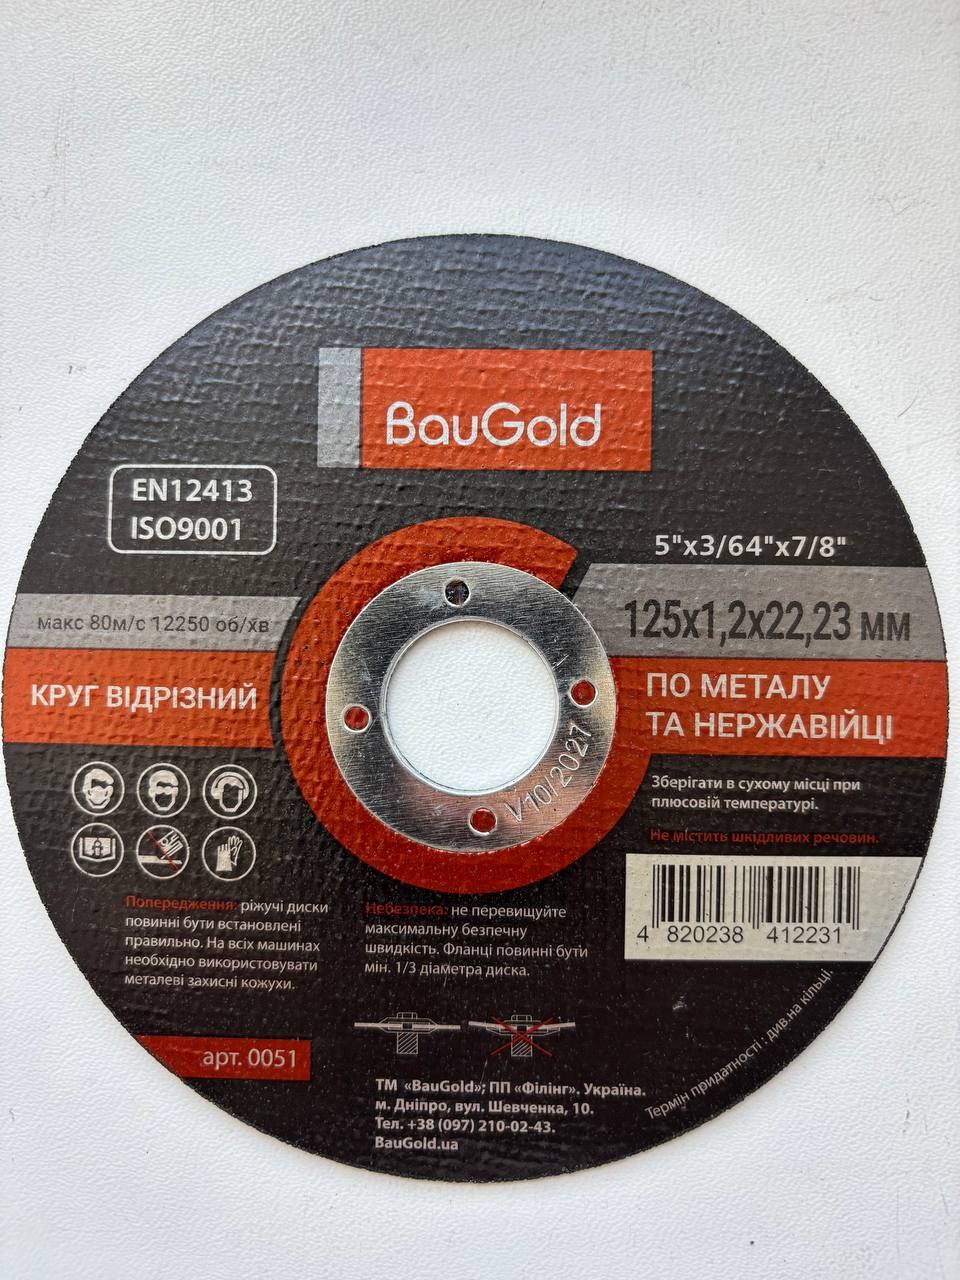 BauGold
EN12413
ISO9001
5"x3/64"x7/8"
макс 80м/с 12250 об/хв
125x1,2x22,23 мм
КРУГ ВІДРІЗНИЙ
ПО МЕТАЛУ
ТА НЕРЖАВІЙЦІ
V10/2027
Зберігати в сухому місці при
плюсовій температурі.
Не містить шкідливих речовин.
4 820238 412231
Попередження: ріжучі диски
повинні бути встановлені
правильно. На всіх машинах
необхідно використовувати
металеві захисні кожухи.
Небезпека: не перевищуйте
максимальну безпечну
швидкість. Фланці повинні бути
мін. 1/3 діаметра диска.
арт. 0051
Термін придатності : див.на кільці.
ТМ «BauGold»; ПП «Філінг». Україна.
м. Дніпро, вул. Шевченка, 10.
Тел. +38 (097) 210-02-43.
BauGold.ua